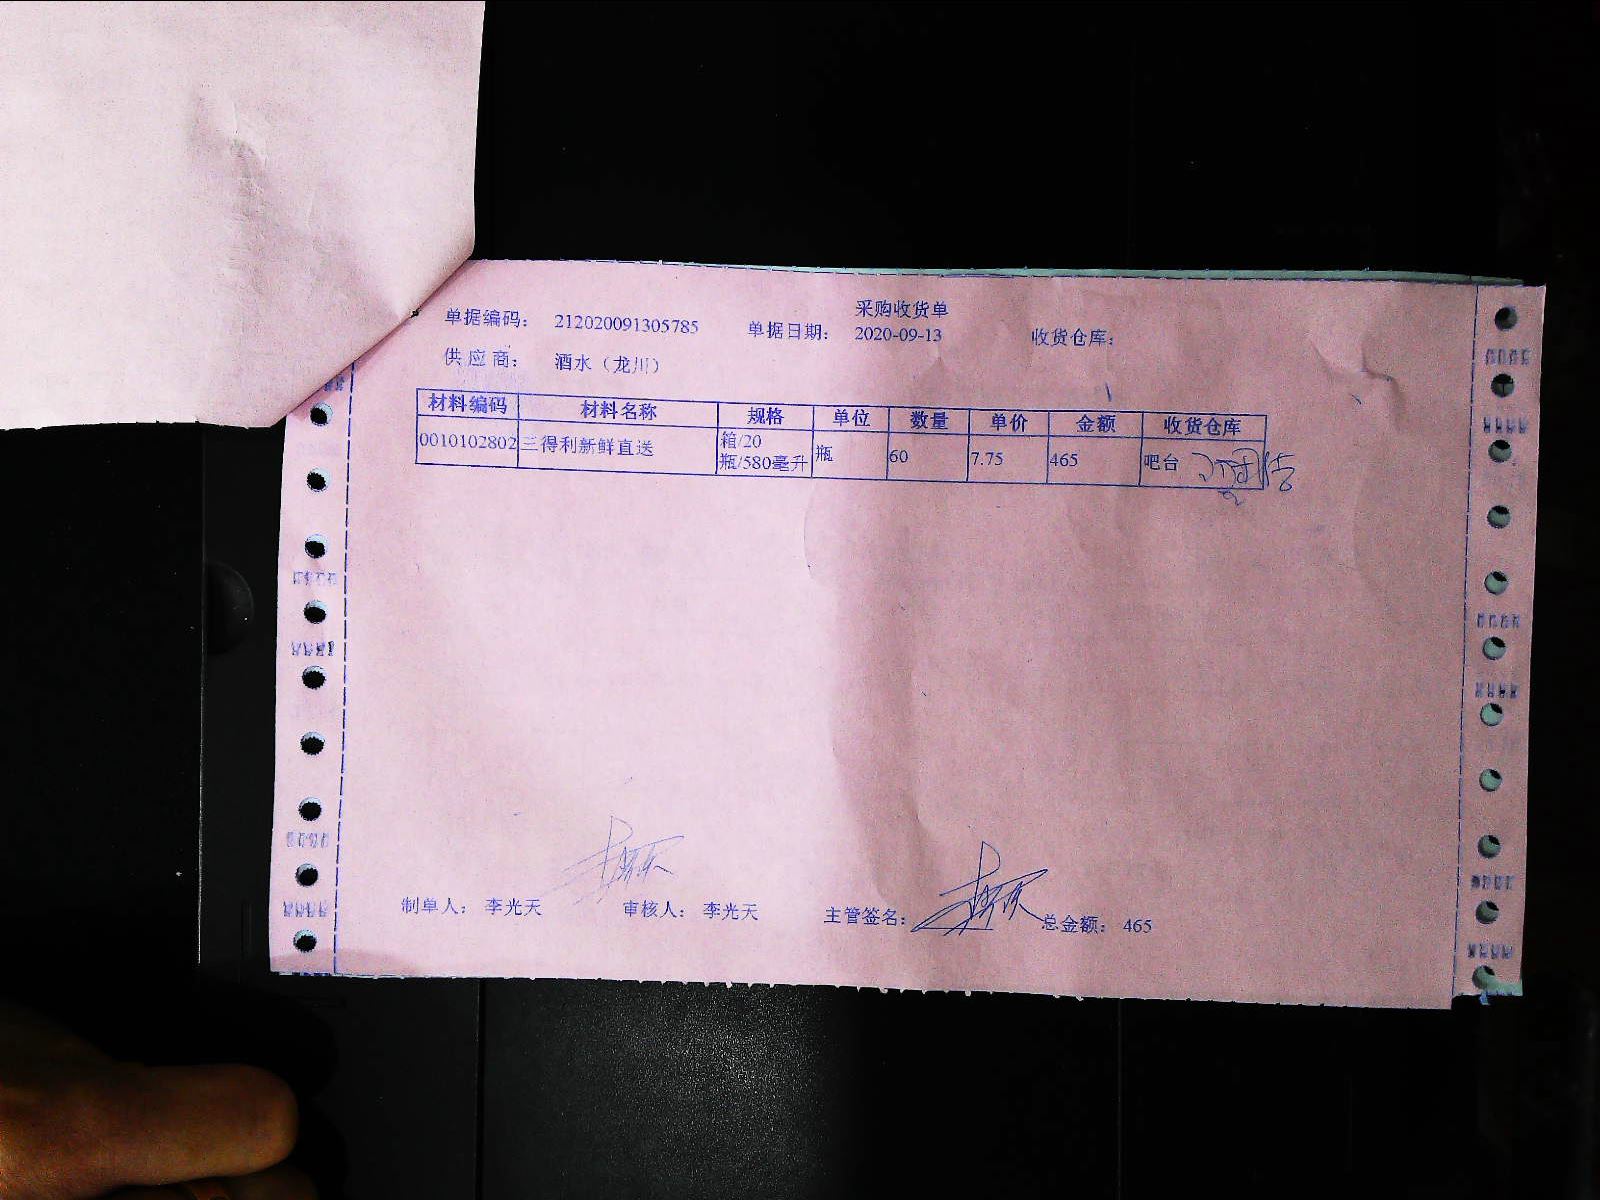 采购收货单
单据编码： 212020091305785 单据日期： 2020-09-13 收货仓库：
供应商： 酒水（龙川）
材料编码 材料名称 规格 单位 数量 单价 金额 收货仓库
0010102802 三得利新鲜直送 箱/20瓶/580毫升 瓶 60 7.75 465 吧台
制单人： 李光天 审核人： 李光天 主管签名： 总金额： 465